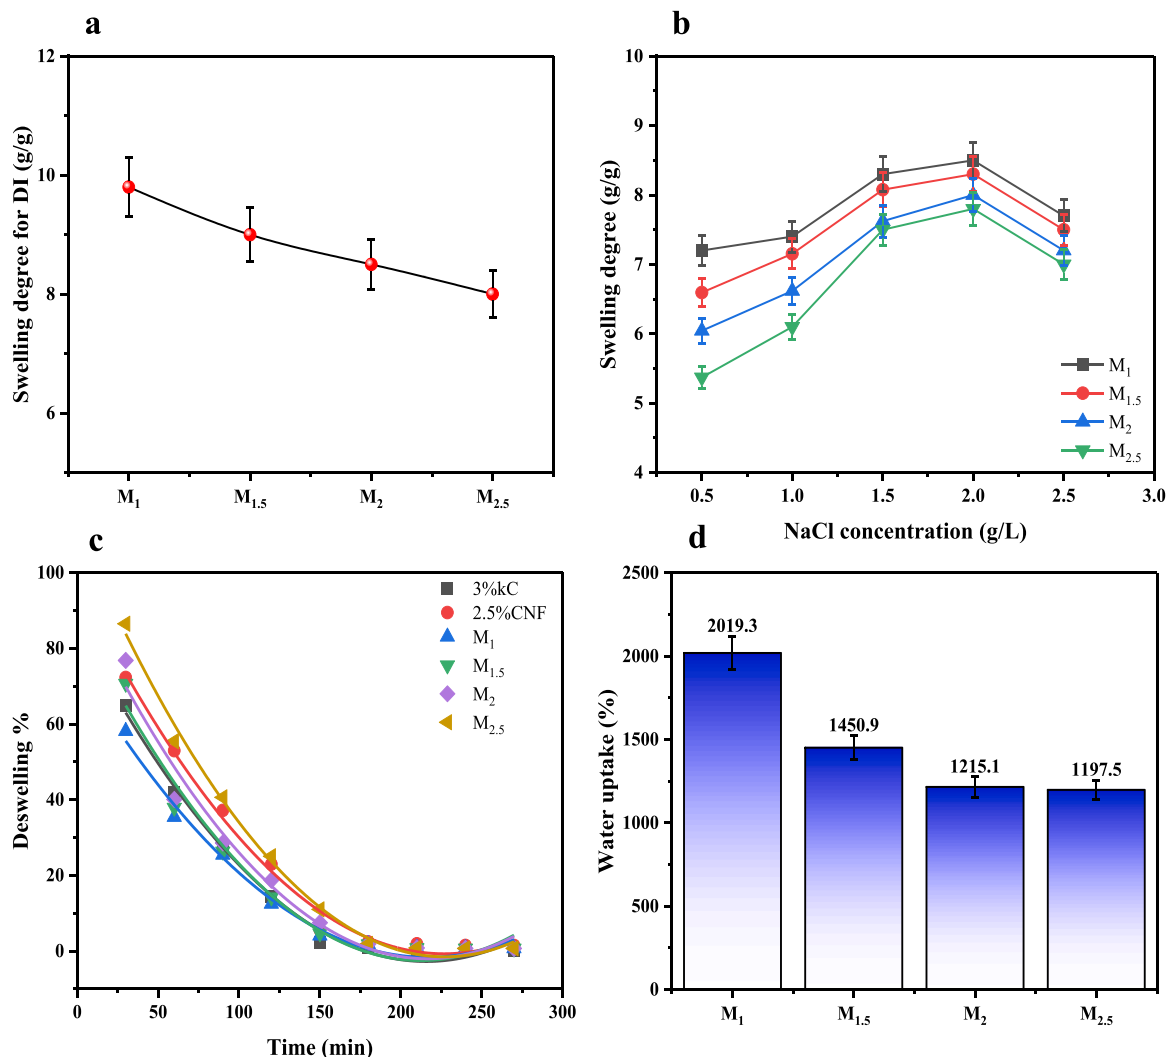 a
12
10
8
6
Swelling degree for DI (g/g)
M1
M1.5
M2
M2.5
b
10
9
8
7
6
5
4
Swelling degree (g/g)
M1
M1.5
M2
M2.5
0.5
1.0
1.5
2.0
2.5
3.0
NaCl concentration (g/L)
c
100
80
60
40
20
0
Deswelling %
3%kC
2.5%CNF
M1
M1.5
M2
M2.5
0
50
100
150
200
250
300
Time (min)
d
2500
2000
1500
1000
500
0
Water uptake (%)
2019.3
1450.9
1215.1
1197.5
M1
M1.5
M2
M2.5